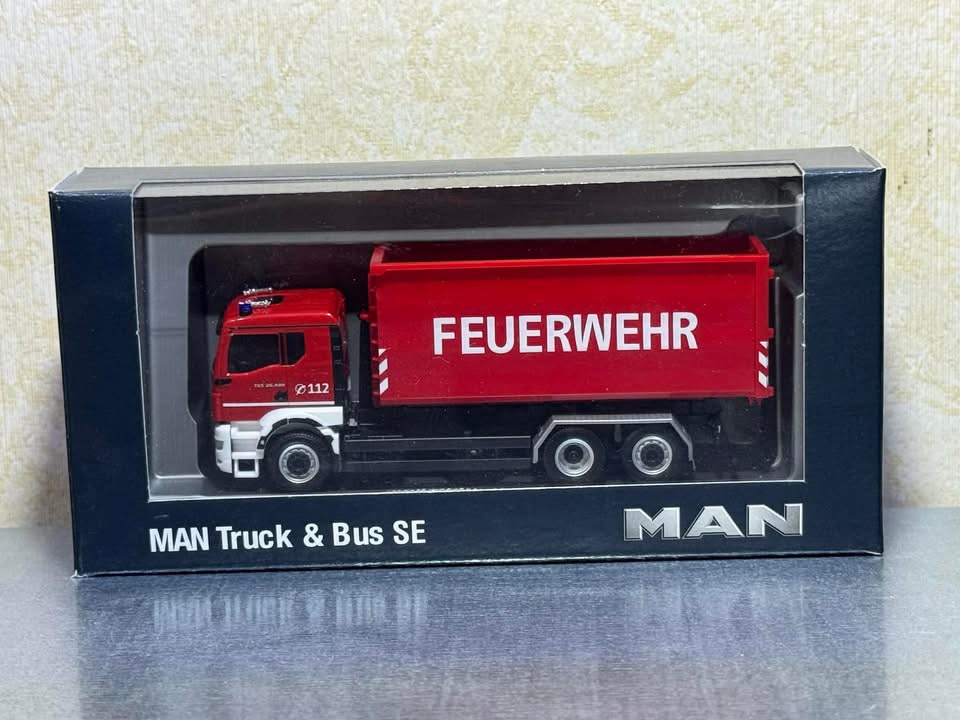 FEUERWEHR
112
MAN Truck & Bus SE
MAN